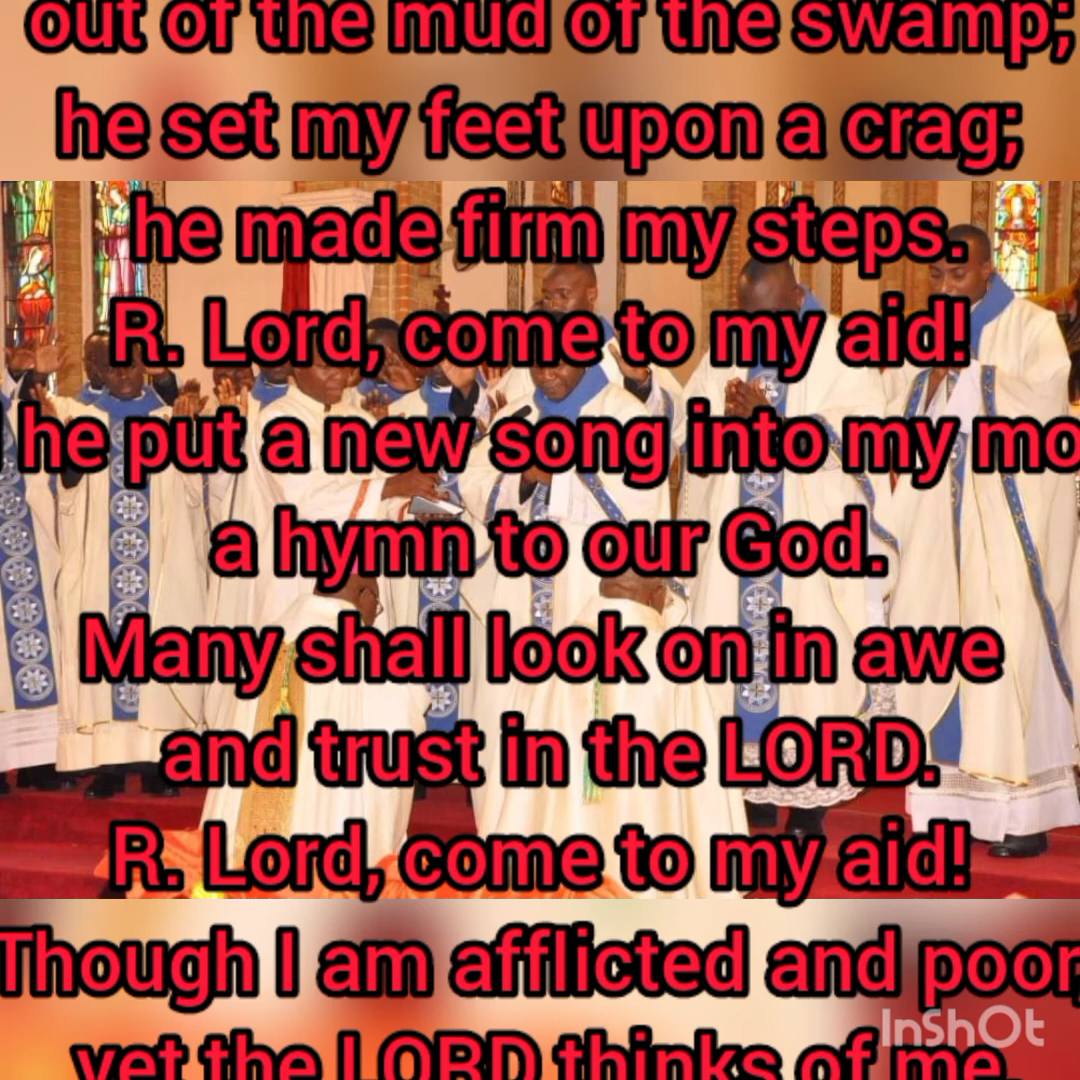 out of the mud of the swamp;
he set my feet upon a crag;
he made firm my steps.
R. Lord, come to my aid!
he put a new song into my mo
a hymn to our God.
Many shall look on in awe
and trust in the LORD.
R. Lord, come to my aid!
Though I am afflicted and poor,
yet the LORD thinks of me.
InShOt